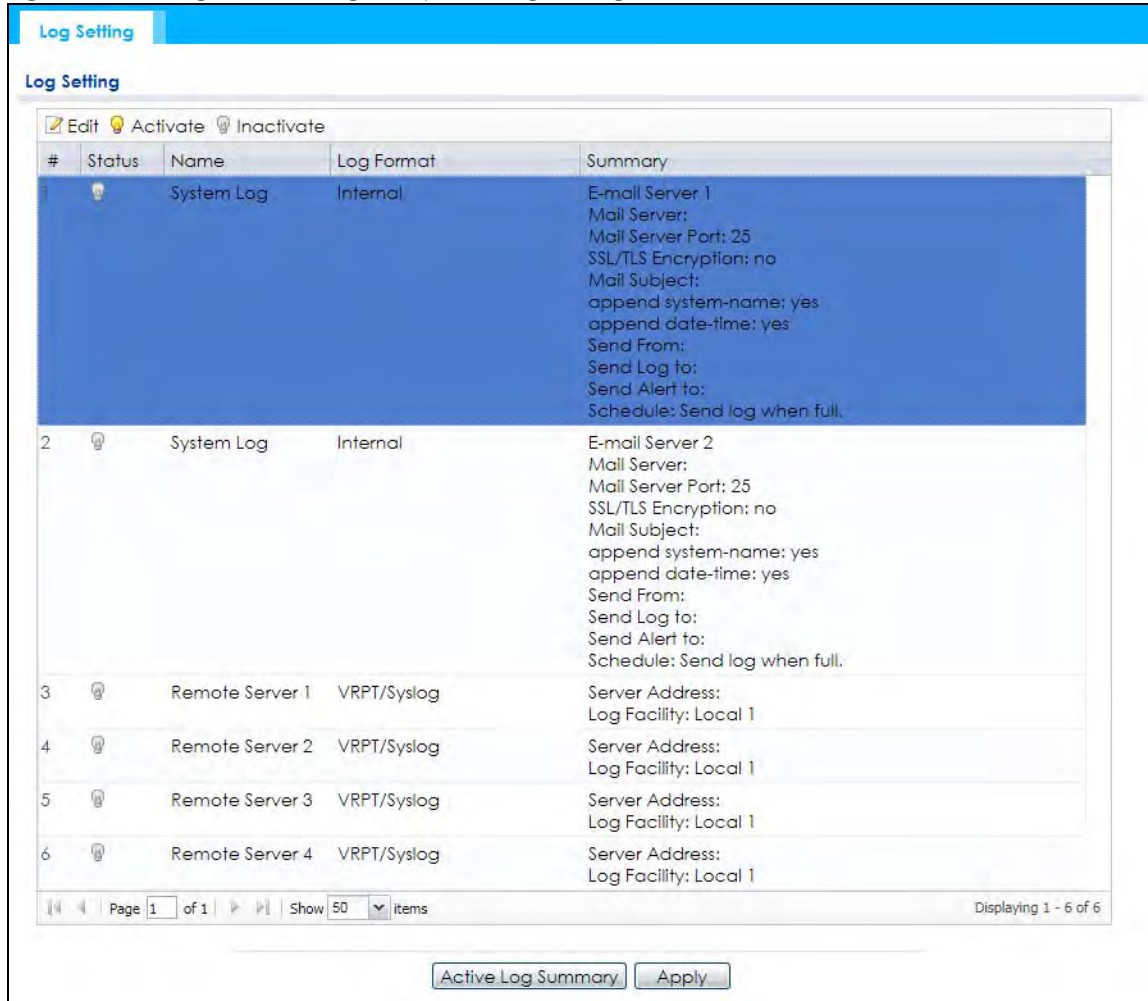 Log Setting
Log Setting
Edit Activate Inactivate
# Status Name Log Format Summary
1 System Log Internal E-mail Server 1
Mail Server:
Mail Server Port: 25
SSL/TLS Encryption: no
Mail Subject:
append system-name: yes
append date-time: yes
Send From:
Send Log to:
Send Alert to:
Schedule: Send log when full.
2 System Log Internal E-mail Server 2
Mail Server:
Mail Server Port: 25
SSL/TLS Encryption: no
Mail Subject:
append system-name: yes
append date-time: yes
Send From:
Send Log to:
Send Alert to:
Schedule: Send log when full.
3 Remote Server 1 VRPT/Syslog Server Address:
Log Facility: Local 1
4 Remote Server 2 VRPT/Syslog Server Address:
Log Facility: Local 1
5 Remote Server 3 VRPT/Syslog Server Address:
Log Facility: Local 1
6 Remote Server 4 VRPT/Syslog Server Address:
Log Facility: Local 1
Page 1 of 1 Show 50 items Displaying 1 - 6 of 6
Active Log Summary Apply